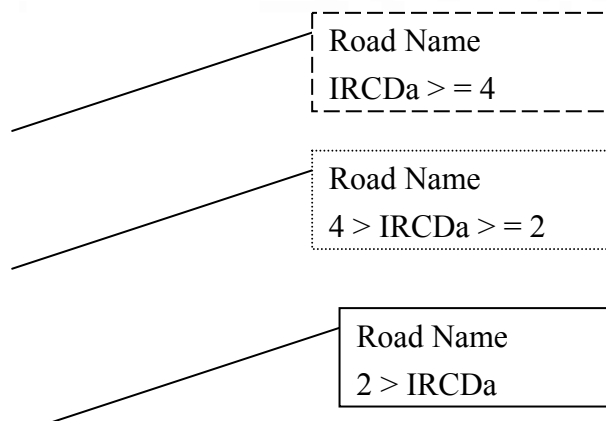 Road Name
IRCDa > = 4
Road Name
4 > IRCDa > = 2
Road Name
2 > IRCDa